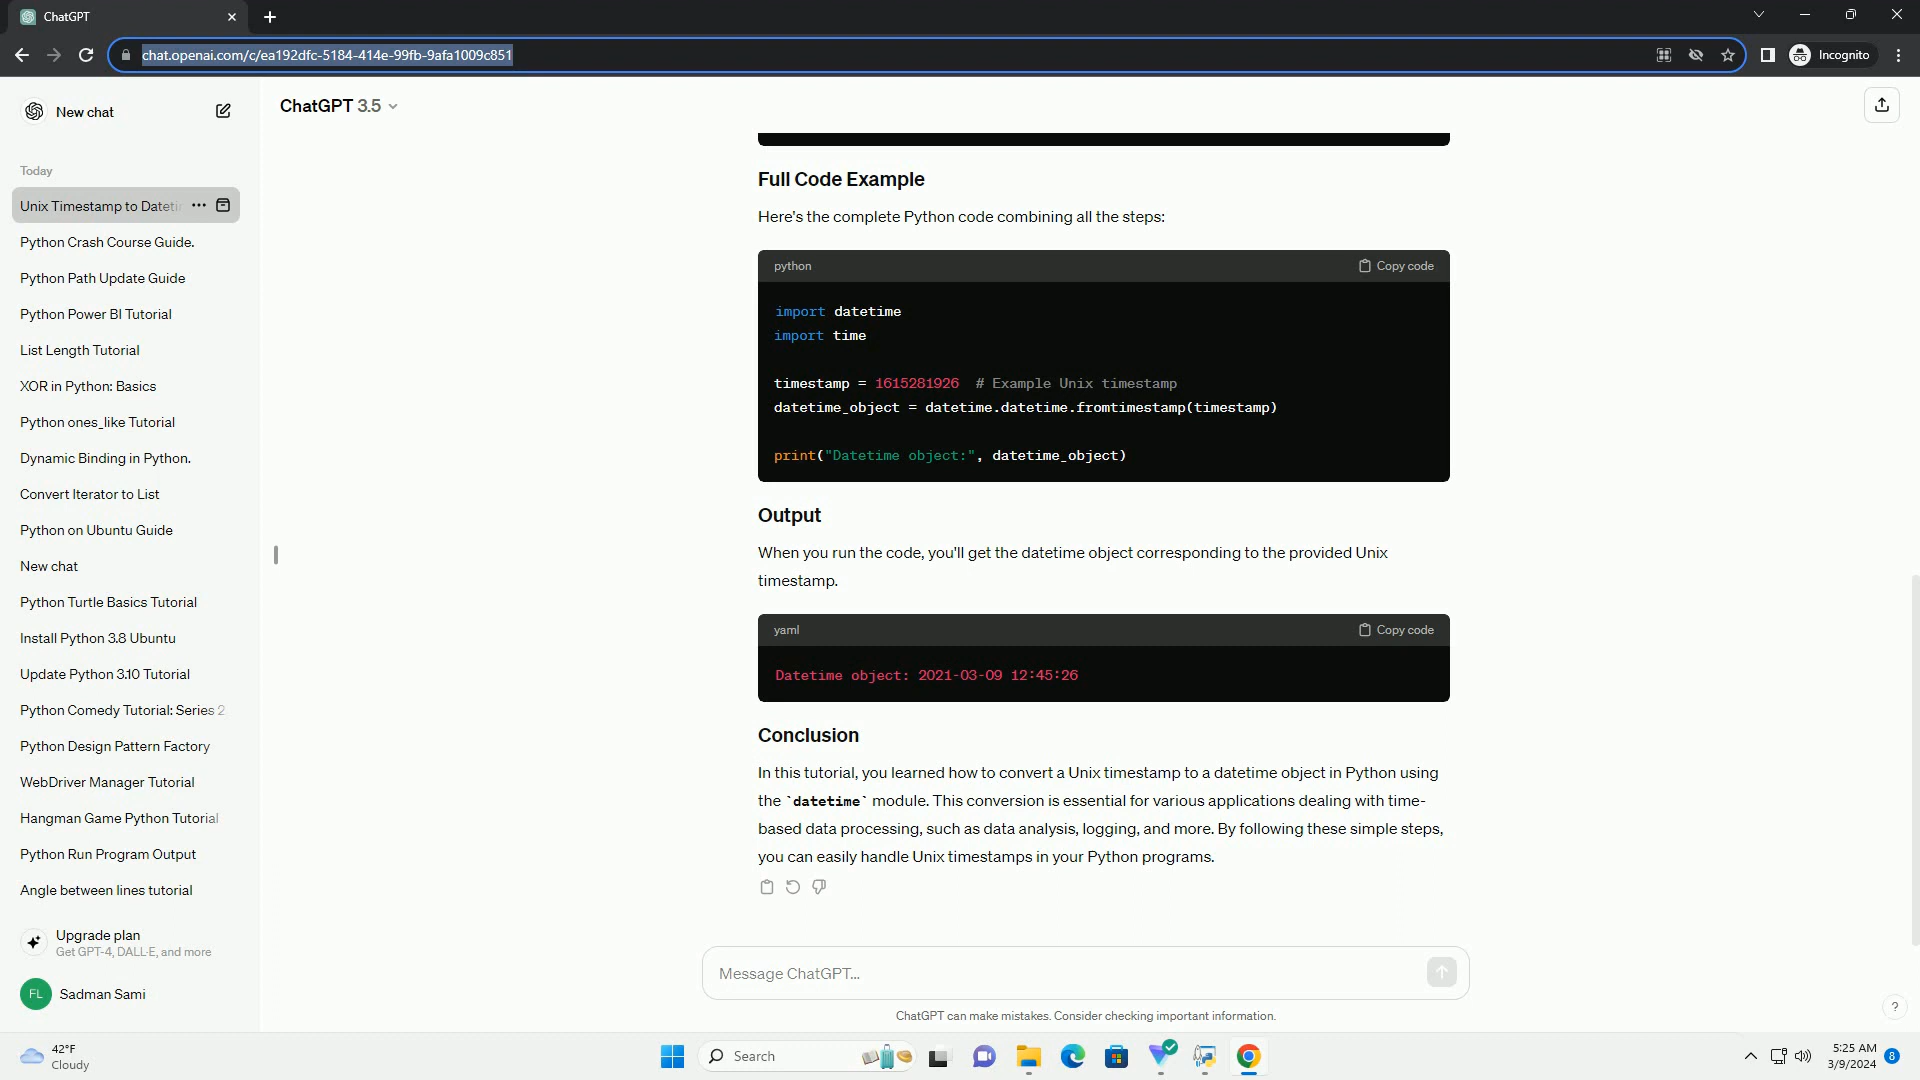 ChatGPT
chat.openai.com/c/ea192dfc-5184-414e-99fb-9afa1009c851
Incognito
New chat
ChatGPT 3.5
Today
Unix Timestamp to Dateti
Python Crash Course Guide.
Python Path Update Guide
Python Power BI Tutorial
List Length Tutorial
XOR in Python: Basics
Python ones_like Tutorial
Dynamic Binding in Python.
Convert Iterator to List
Python on Ubuntu Guide
New chat
Python Turtle Basics Tutorial
Install Python 3.8 Ubuntu
Update Python 3.10 Tutorial
Python Comedy Tutorial: Series 2
Python Design Pattern Factory
WebDriver Manager Tutorial
Hangman Game Python Tutorial
Python Run Program Output
Angle between lines tutorial
Upgrade plan
Get GPT-4, DALL·E, and more
FL Sadman Sami
Full Code Example
Here's the complete Python code combining all the steps:
python Copy code
import datetime
import time
timestamp = 1615281926 # Example Unix timestamp
datetime_object = datetime.datetime.fromtimestamp(timestamp)
print("Datetime object:", datetime_object)
Output
When you run the code, you'll get the datetime object corresponding to the provided Unix
timestamp.
yaml Copy code
Datetime object: 2021-03-09 12:45:26
Conclusion
In this tutorial, you learned how to convert a Unix timestamp to a datetime object in Python using
the `datetime` module. This conversion is essential for various applications dealing with time-
based data processing, such as data analysis, logging, and more. By following these simple steps,
you can easily handle Unix timestamps in your Python programs.
Message ChatGPT...
ChatGPT can make mistakes. Consider checking important information.
?
42°F
Cloudy
Search
5:25 AM
3/9/2024
8